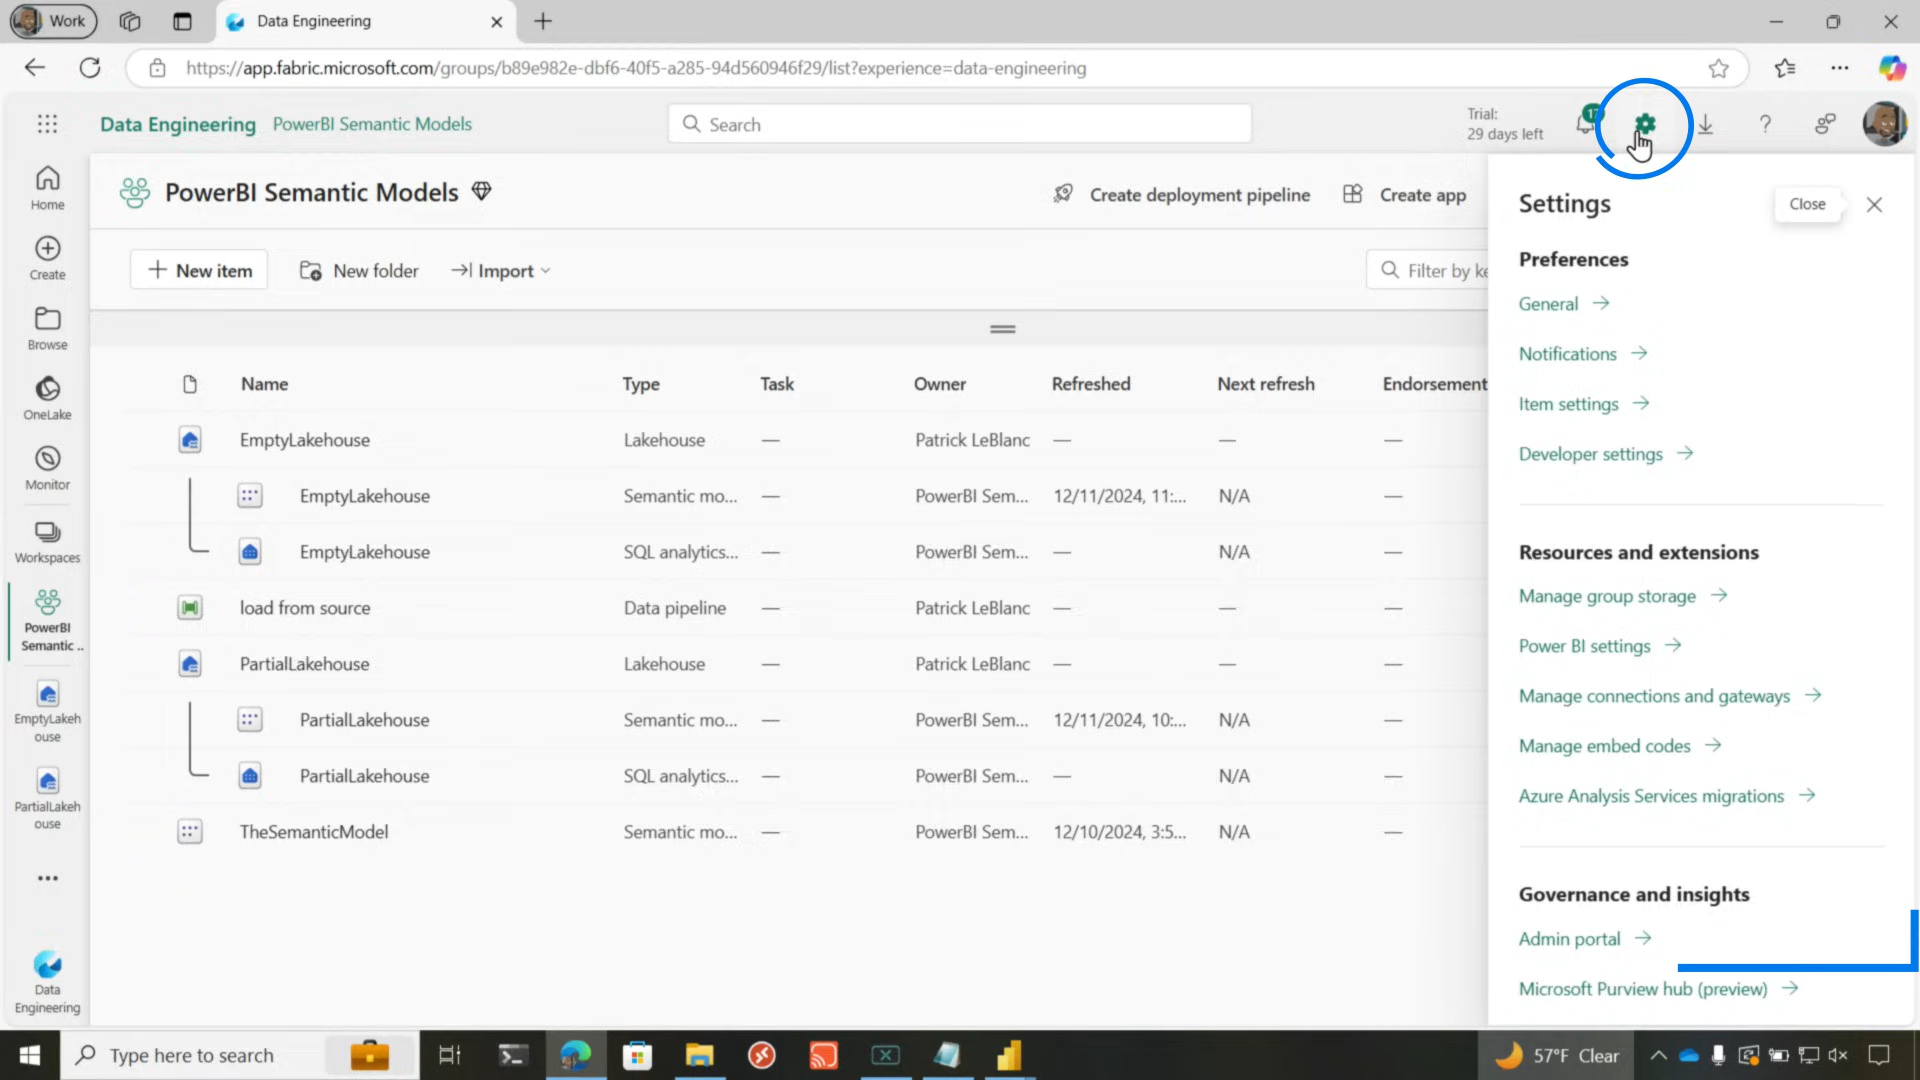 Work
Data Engineering
https://app.fabric.microsoft.com/groups/b89e982e-dbf6-40f5-a285-94d560946f29/list?experience=data-engineering
Data Engineering PowerBI Semantic Models
Search
Trial:
29 days left
Home
Create
Browse
OneLake
Monitor
Workspaces
PowerBI
Semantic ..
EmptyLakeh
ouse
PartialLakeh
ouse
Data
Engineering
PowerBI Semantic Models
Create deployment pipeline
Create app
New item
New folder
Import
Filter by ke
Name Type Task Owner Refreshed Next refresh Endorsement
EmptyLakehouse Lakehouse — Patrick LeBlanc — — —
EmptyLakehouse Semantic mo... — PowerBI Sem... 12/11/2024, 11:... N/A —
EmptyLakehouse SQL analytics... — PowerBI Sem... — N/A —
load from source Data pipeline — Patrick LeBlanc — — —
PartialLakehouse Lakehouse — Patrick LeBlanc — — —
PartialLakehouse Semantic mo... — PowerBI Sem... 12/11/2024, 10:... N/A —
PartialLakehouse SQL analytics... — PowerBI Sem... — N/A —
TheSemanticModel Semantic mo... — PowerBI Sem... 12/10/2024, 3:5... N/A —
Settings
Close
Preferences
General
Notifications
Item settings
Developer settings
Resources and extensions
Manage group storage
Power BI settings
Manage connections and gateways
Manage embed codes
Azure Analysis Services migrations
Governance and insights
Admin portal
Microsoft Purview hub (preview)
Type here to search
57°F Clear